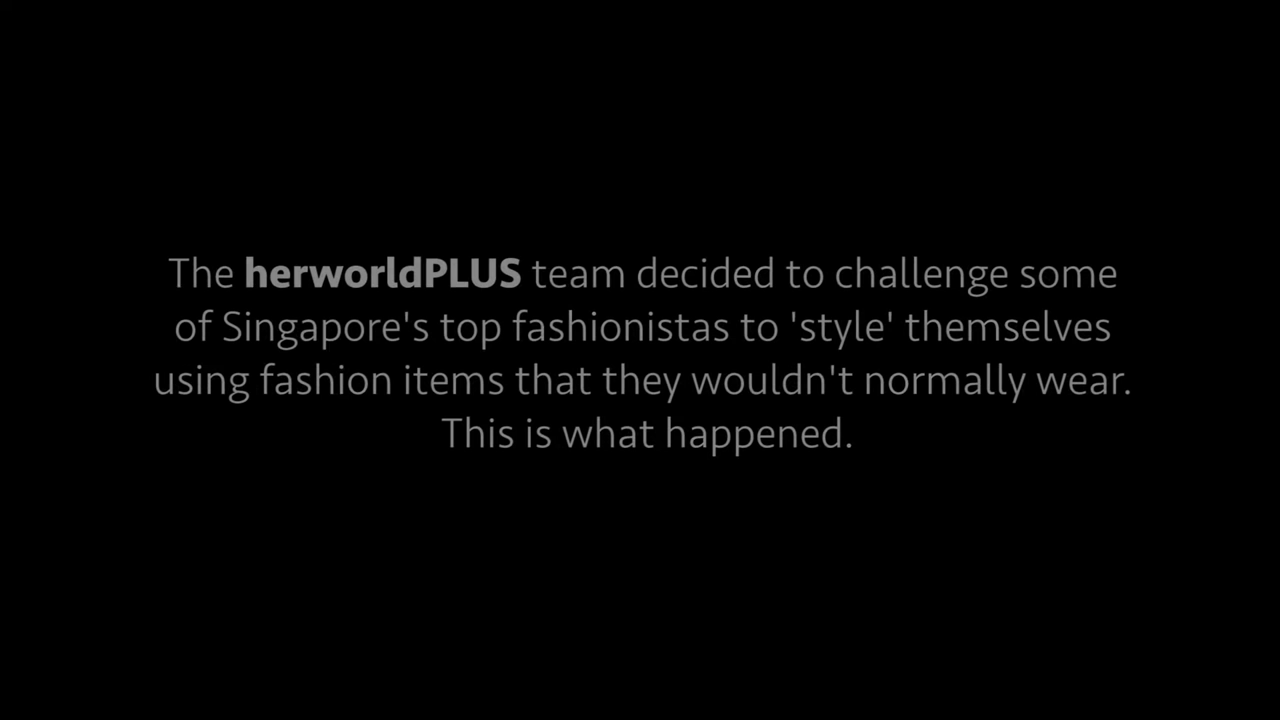 The herworldPLUS team decided to challenge some
of Singapore's top fashionistas to 'style' themselves
using fashion items that they wouldn't normally wear.
This is what happened.